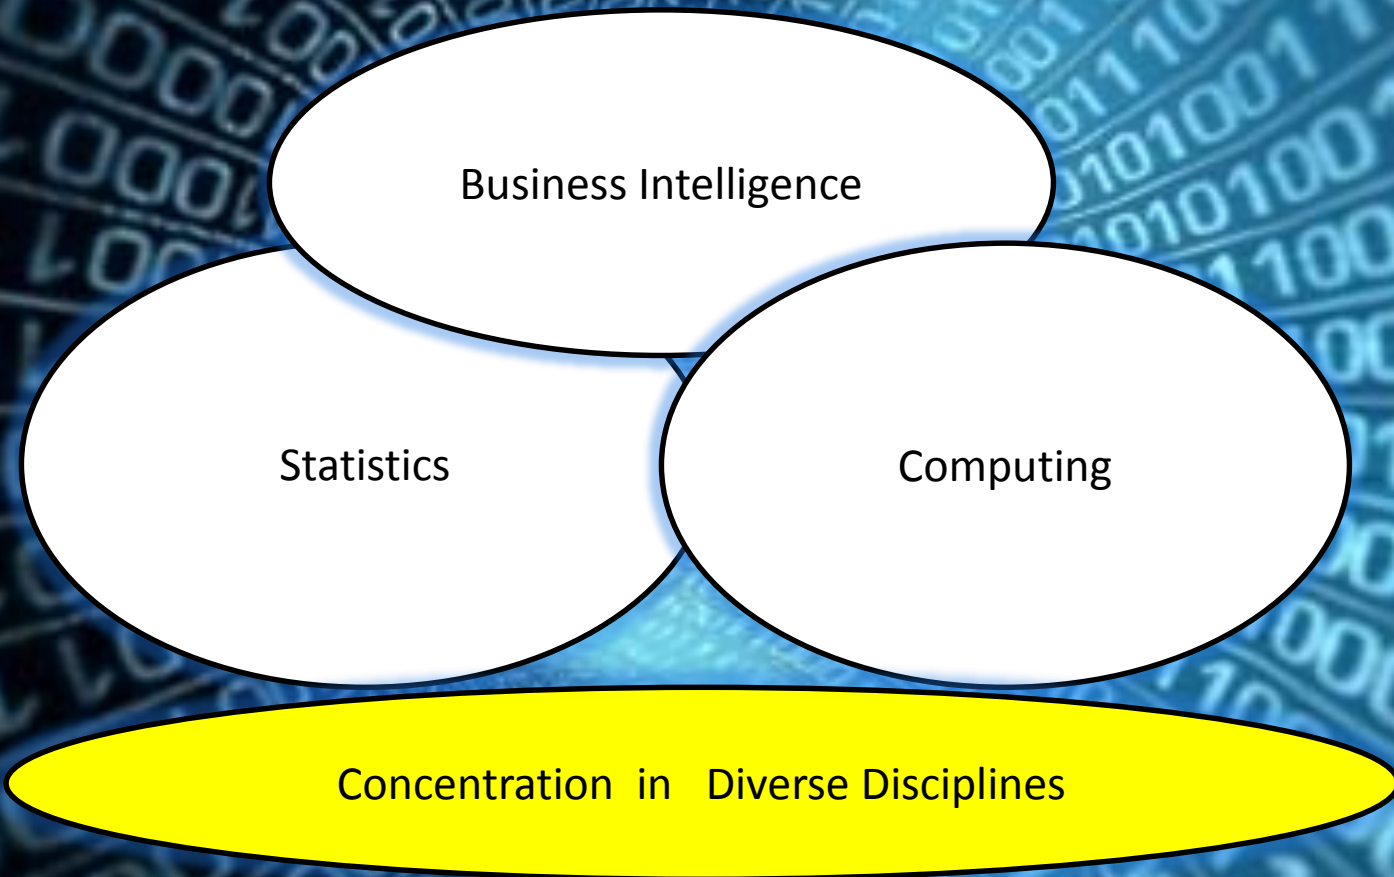 Business Intelligence
Statistics
Computing
Concentration in Diverse Disciplines